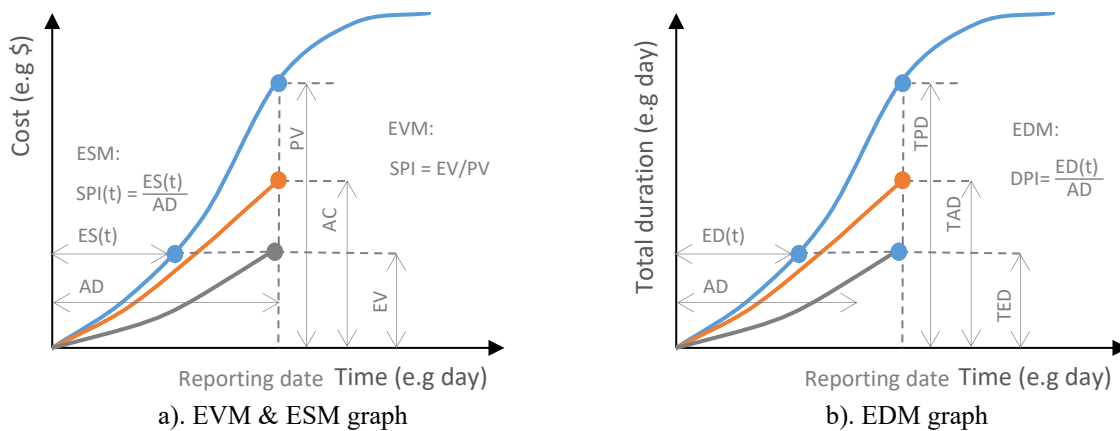 Cost (e.g $)
ESM:
SPI(t) = ES(t)/AD
ES(t)
AD
PV
AC
EV
EVM:
SPI = EV/PV
Reporting date Time (e.g day)
a). EVM & ESM graph
Total duration (e.g day)
ED(t)
AD
TPD
TAD
TED
EDM:
DPI= ED(t)/AD
Reporting date Time (e.g day)
b). EDM graph